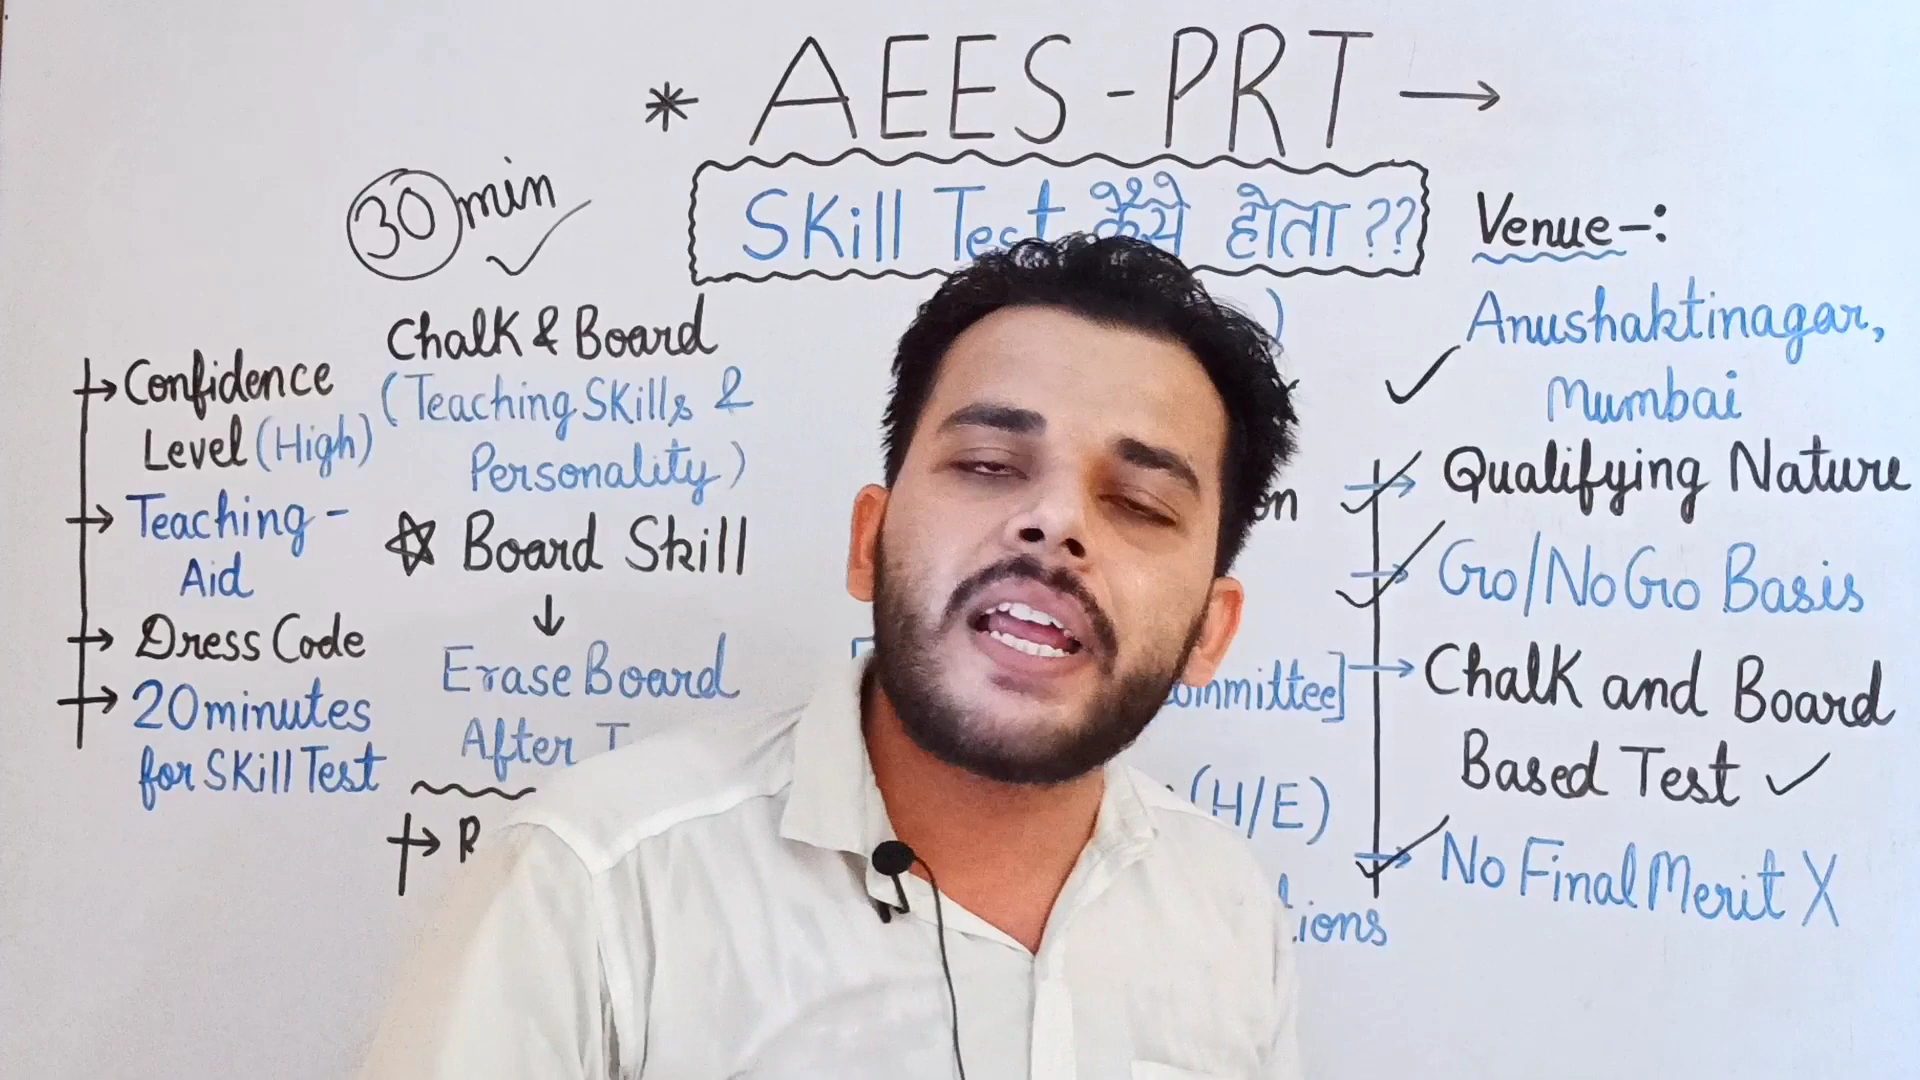 * AEES-PRT →
SKill Test कैसे होता ??
30 min
Chalk & Board
(Teaching SKills &
Personality)
Board Skill
↓
Erase Board
After
→ Confidence
Level (High)
→ Teaching -
Aid
→ Dress Code
→ 20 minutes
for SKill Test
(H/E)
Venue-:
Anushaktinagar,
Mumbai
→ Qualifying Nature
→ Go/No Go Basis
→ Chalk and Board
Based Test ✓
→ No Final Merit X